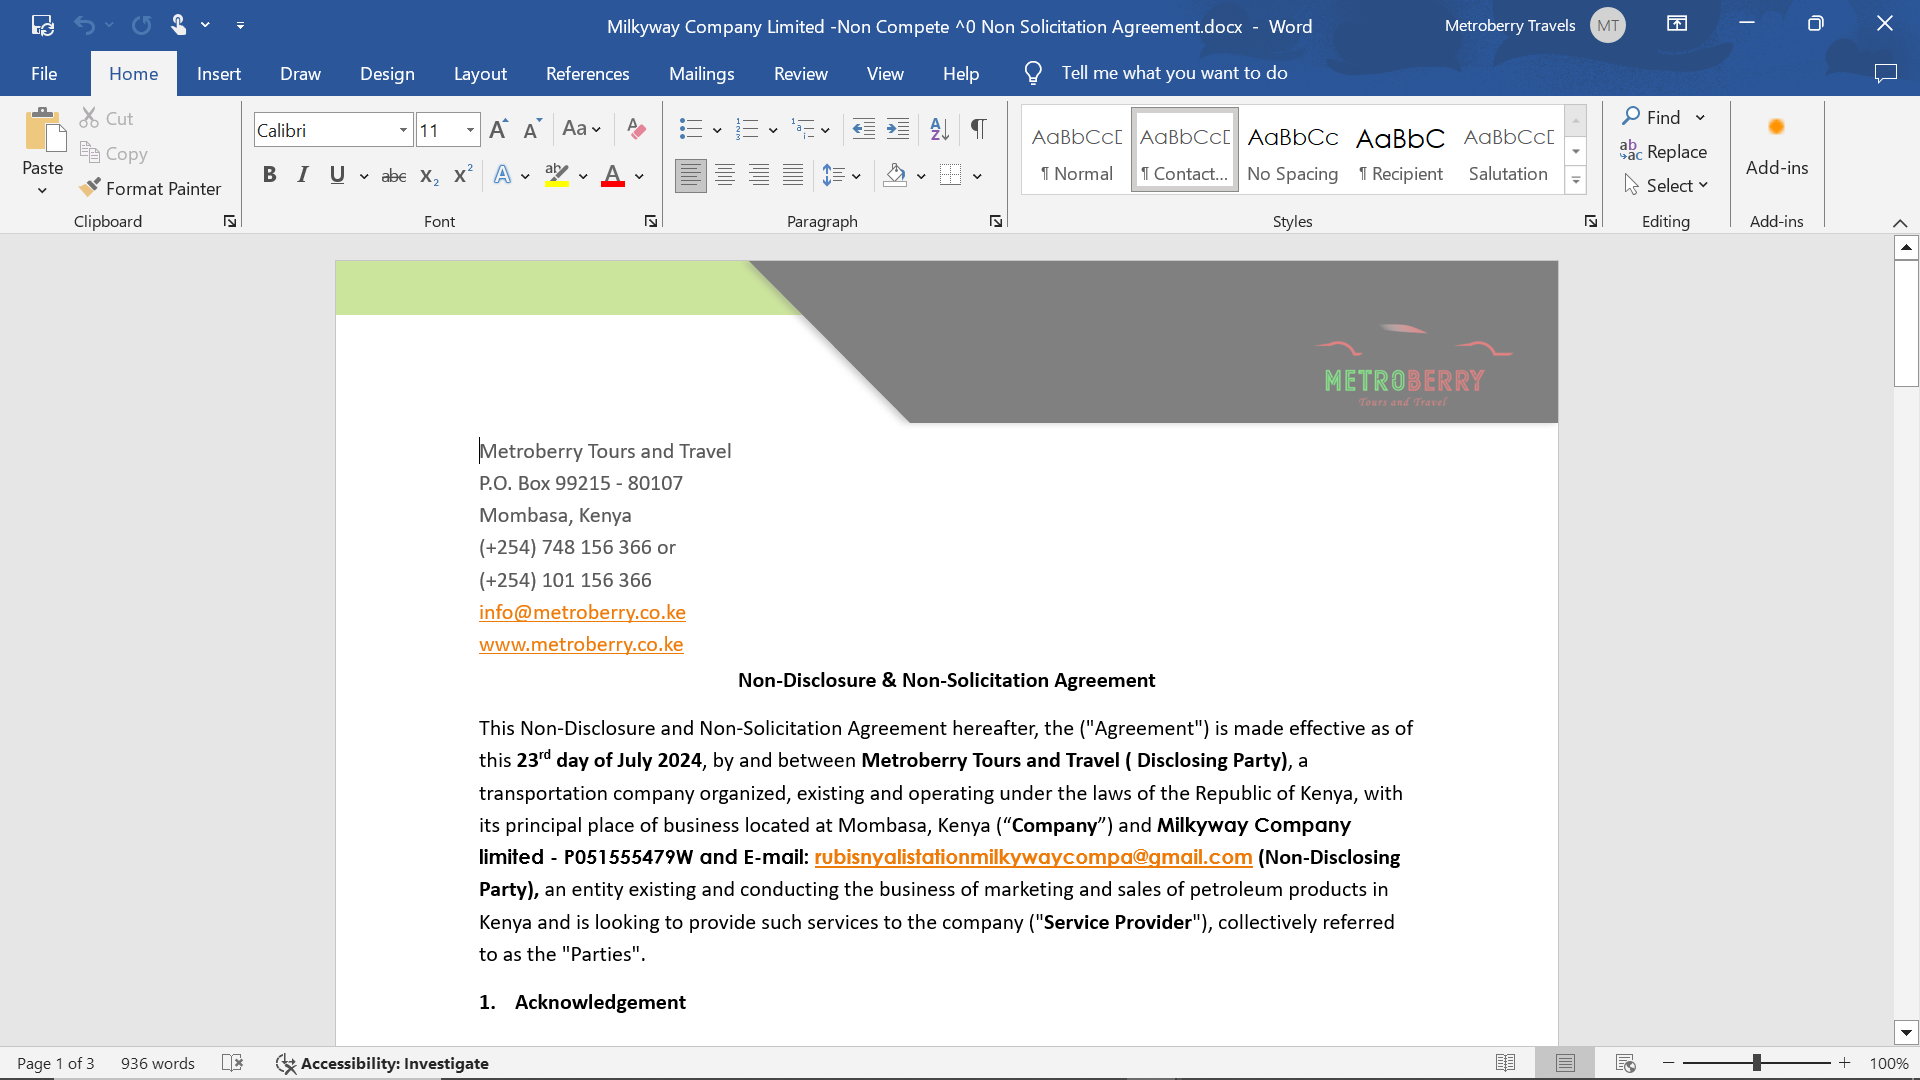 Milkyway Company Limited -Non Compete ^0 Non Solicitation Agreement.docx - Word
Metroberry Travels MT
File Home Insert Draw Design Layout References Mailings Review View Help Tell me what you want to do
Paste
Cut
Copy
Format Painter
Clipboard
Calibri 11
Font
Paragraph
AaBbCcD AaBbCcD AaBbCc AaBbC AaBbCcD
¶ Normal ¶ Contact... No Spacing ¶ Recipient Salutation
Styles
Find
Replace
Select
Editing
Add-ins
Add-ins
METROBERRY
Tours and Travel
Metroberry Tours and Travel
P.O. Box 99215 - 80107
Mombasa, Kenya
(+254) 748 156 366 or
(+254) 101 156 366
info@metroberry.co.ke
www.metroberry.co.ke
Non-Disclosure & Non-Solicitation Agreement
This Non-Disclosure and Non-Solicitation Agreement hereafter, the ("Agreement") is made effective as of
this 23rd day of July 2024, by and between Metroberry Tours and Travel ( Disclosing Party), a
transportation company organized, existing and operating under the laws of the Republic of Kenya, with
its principal place of business located at Mombasa, Kenya (“Company”) and Milkyway Company
limited - P051555479W and E-mail: rubisnyalistationmilkywaycompa@gmail.com (Non-Disclosing
Party), an entity existing and conducting the business of marketing and sales of petroleum products in
Kenya and is looking to provide such services to the company ("Service Provider"), collectively referred
to as the "Parties".
1. Acknowledgement
Page 1 of 3 936 words Accessibility: Investigate 100%